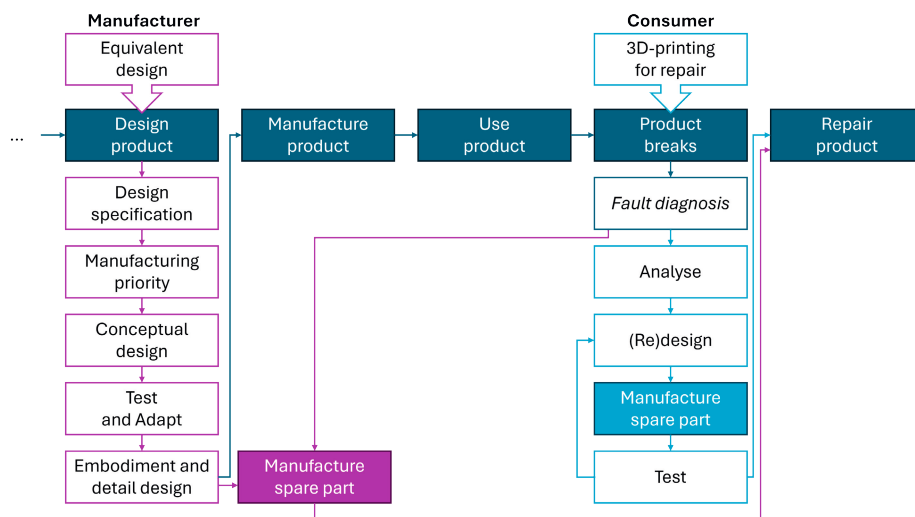 Manufacturer
Consumer
Equivalent
design
3D-printing
for repair
...
Design
product
Manufacture
product
Use
product
Product
breaks
Repair
product
Design
specification
Fault diagnosis
Manufacturing
priority
Analyse
Conceptual
design
(Re)design
Test
and Adapt
Manufacture
spare part
Embodiment and
detail design
Manufacture
spare part
Test